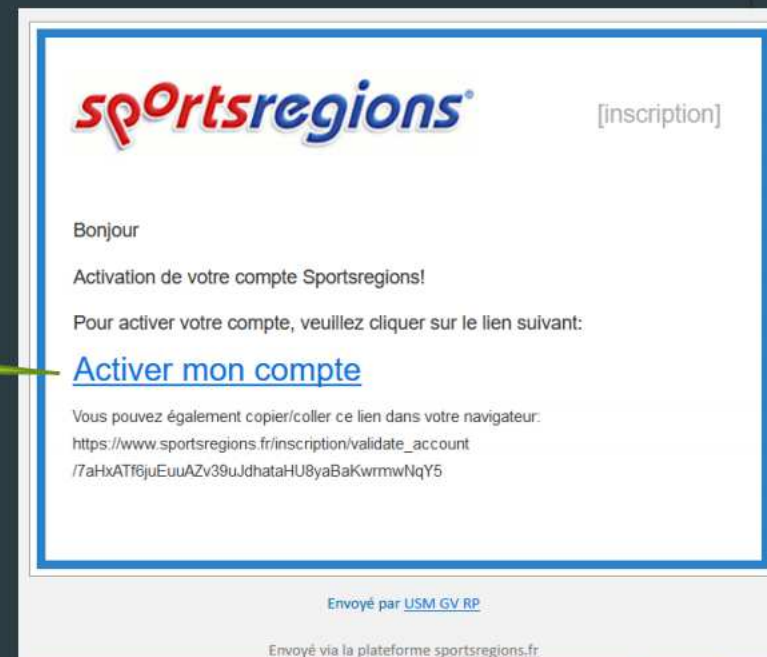 sportsregions®
[inscription]
Bonjour
Activation de votre compte Sportsregions!
Pour activer votre compte, veuillez cliquer sur le lien suivant:
Activer mon compte
Vous pouvez également copier/coller ce lien dans votre navigateur:
https://www.sportsregions.fr/inscription/validate_account
/7aHxATf6juEuuAZv39uJdhataHU8yaBaKwrmwNqY5
Envoyé par USM GV RP
Envoyé via la plateforme sportsregions.fr